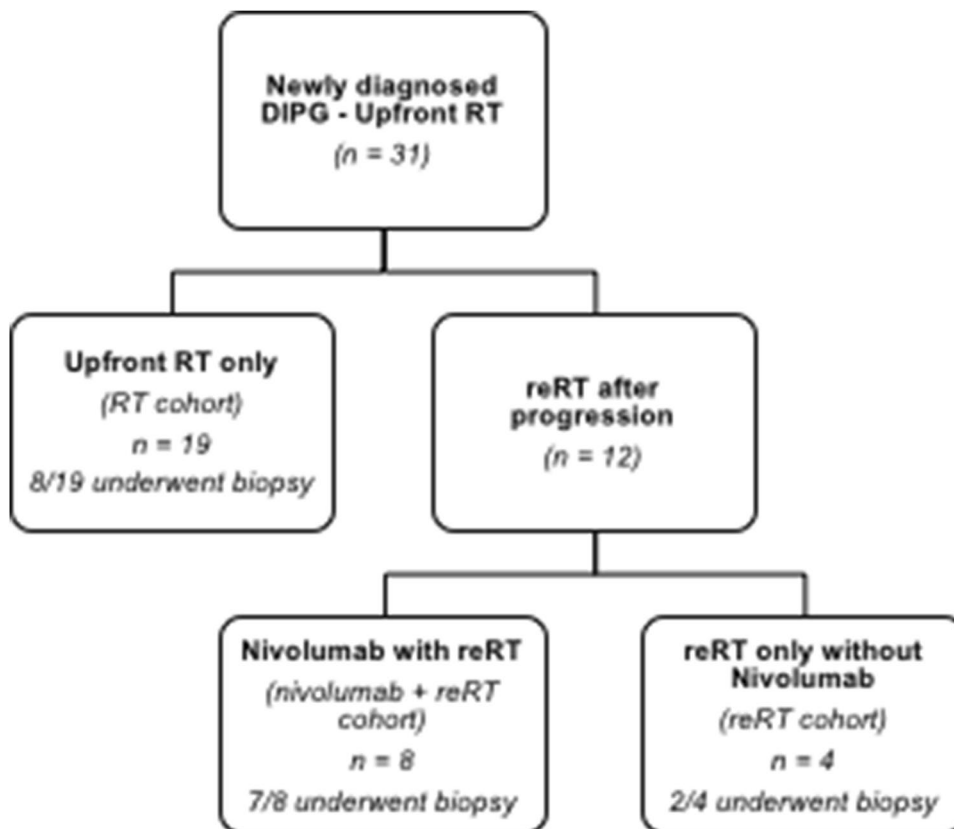 Newly diagnosed
DIPG - Upfront RT
(n = 31)
Upfront RT only
(RT cohort)
n = 19
8/19 underwent biopsy
reRT after
progression
(n = 12)
Nivolumab with reRT
(nivolumab + reRT
cohort)
n = 8
7/8 underwent biopsy
reRT only without
Nivolumab
(reRT cohort)
n = 4
2/4 underwent biopsy